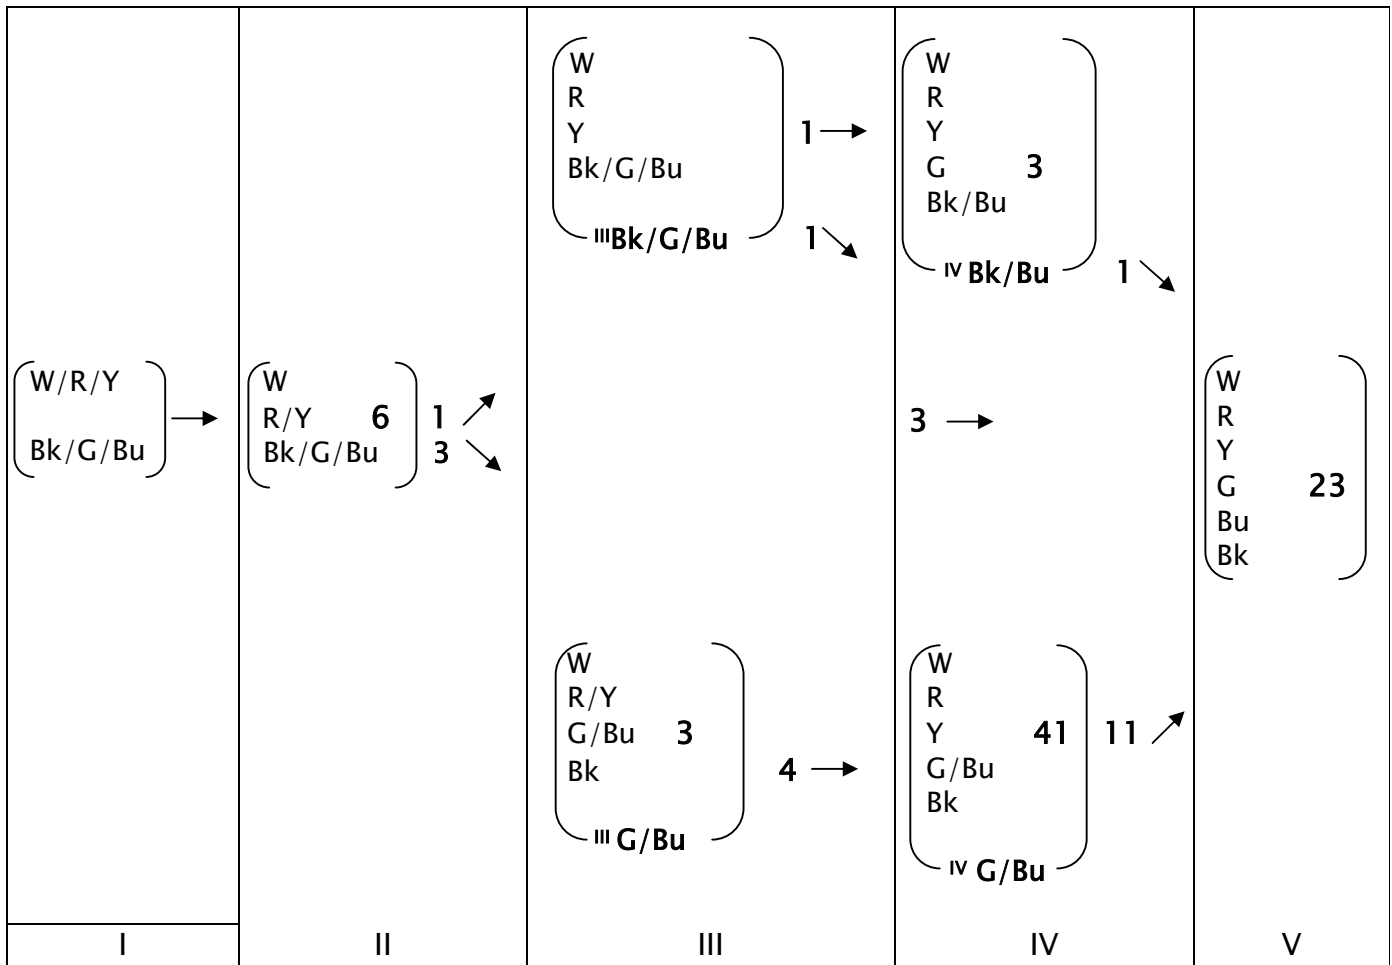 W/R/Y
Bk/G/Bu
I
W
R/Y 6 1
Bk/G/Bu 3
II
W
R
Y 1
Bk/G/Bu
III Bk/G/Bu 1
W
R/Y
G/Bu 3
Bk 4
III G/Bu
III
W
R
Y
G 3
Bk/Bu
IV Bk/Bu 1
3
W
R
Y 41 11
G/Bu
Bk
IV G/Bu
IV
W
R
Y
G 23
Bu
Bk
V